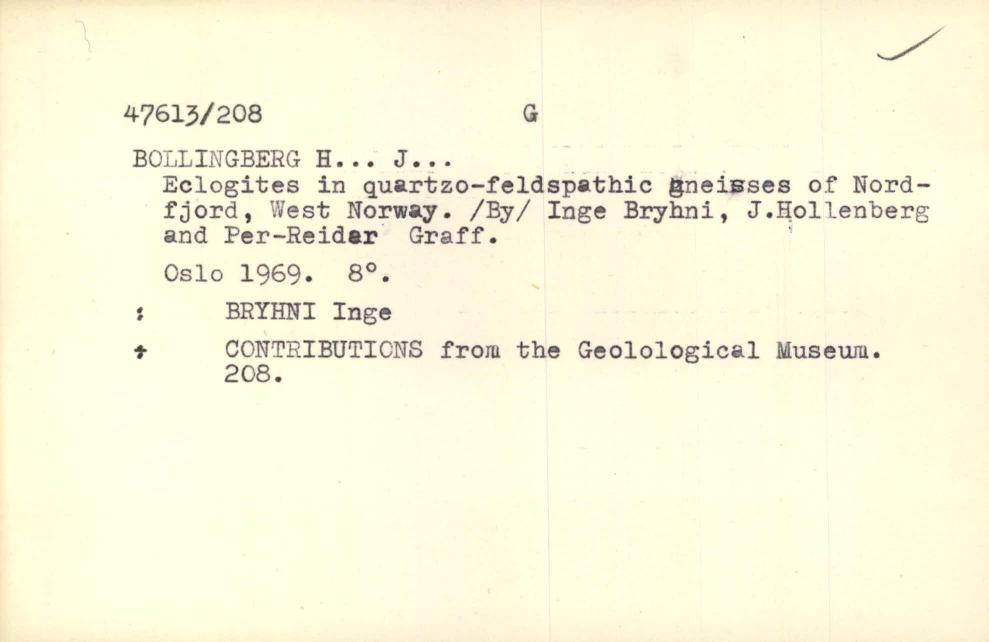 47613/208 G
BOLLINGBERG H... J...
Eclogites in quartzo-feldspathic gneisses of Nord-
fjord, West Norway. /By/ Inge Bryhni, J.Hollenberg
and Per-Reidar Graff.
Oslo 1969. 8°.
: BRYHNI Inge
+ CONTRIBUTIONS from the Geolological Museum.
208.